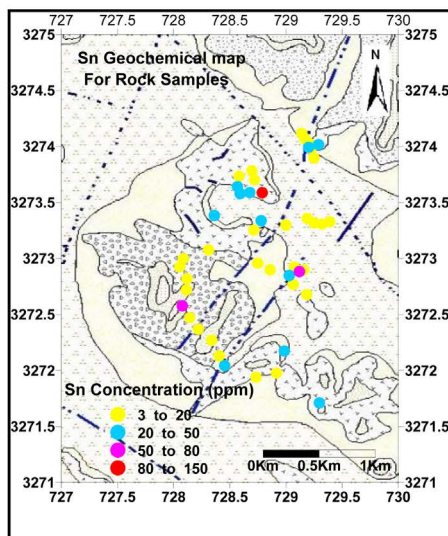 727 727.5 728 728.5 729 729.5 730
3275 3275
Sn Geochemical map
For Rock Samples
N
3274.5 3274.5
3274 3274
3273.5 3273.5
3273 3273
3272.5 3272.5
3272 3272
Sn Concentration (ppm)
3 to 20
3271.5 20 to 50 3271.5
50 to 80
80 to 150
0Km 0.5Km 1Km
3271 3271
727 727.5 728 728.5 729 729.5 730